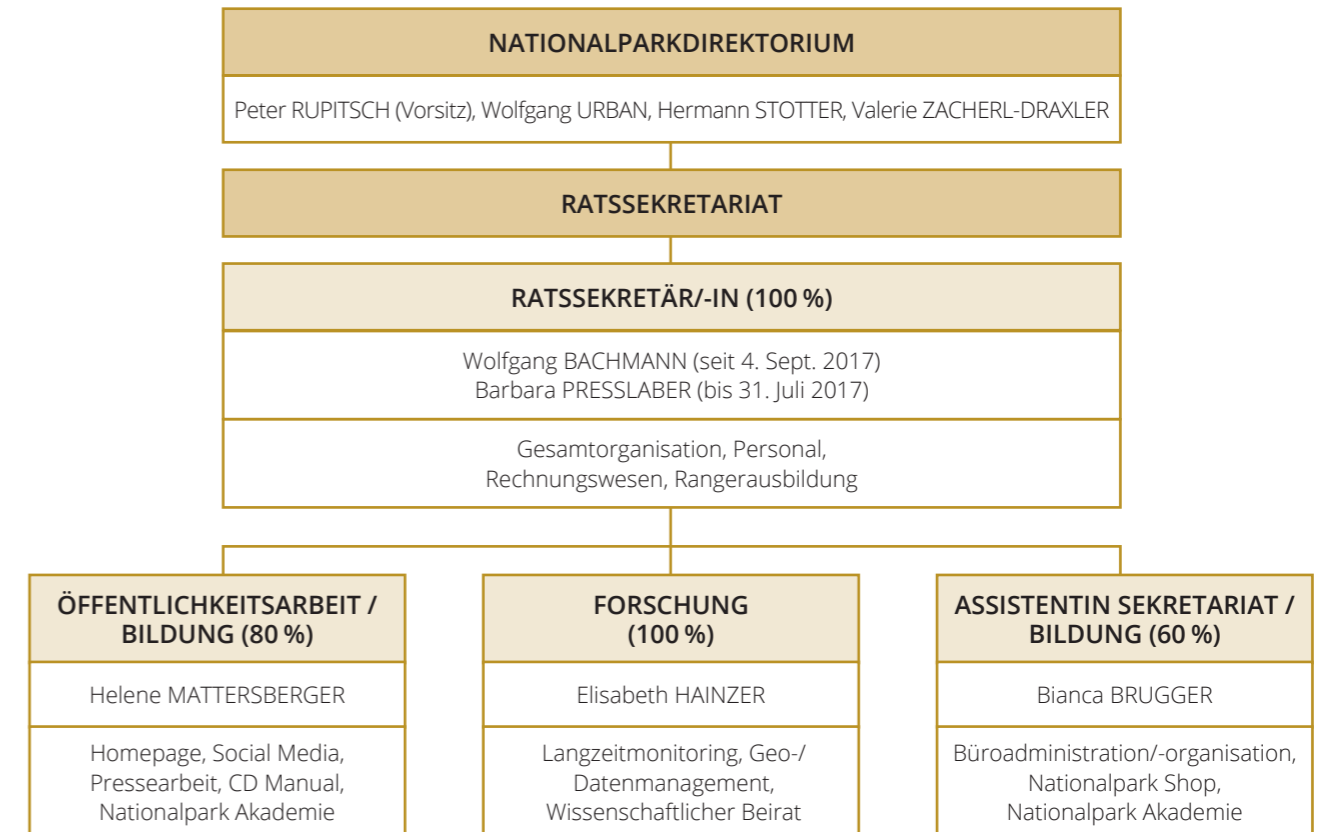 NATIONALPARKDIREKTORIUM
Peter RUPITSCH (Vorsitz), Wolfgang URBAN, Hermann STOTTER, Valerie ZACHERL-DRAXLER
RATSSEKRETARIAT
RATSSEKRETÄR/-IN (100 %)
Wolfgang BACHMANN (seit 4. Sept. 2017)
Barbara PRESSLABER (bis 31. Juli 2017)
Gesamtorganisation, Personal,
Rechnungswesen, Rangerausbildung
ÖFFENTLICHKEITSARBEIT /
BILDUNG (80 %)
Helene MATTERSBERGER
Homepage, Social Media,
Pressearbeit, CD Manual,
Nationalpark Akademie
FORSCHUNG
(100 %)
Elisabeth HAINZER
Langzeitmonitoring, Geo-/
Datenmanagement,
Wissenschaftlicher Beirat
ASSISTENTIN SEKRETARIAT /
BILDUNG (60 %)
Bianca BRUGGER
Büroadministration/-organisation,
Nationalpark Shop,
Nationalpark Akademie